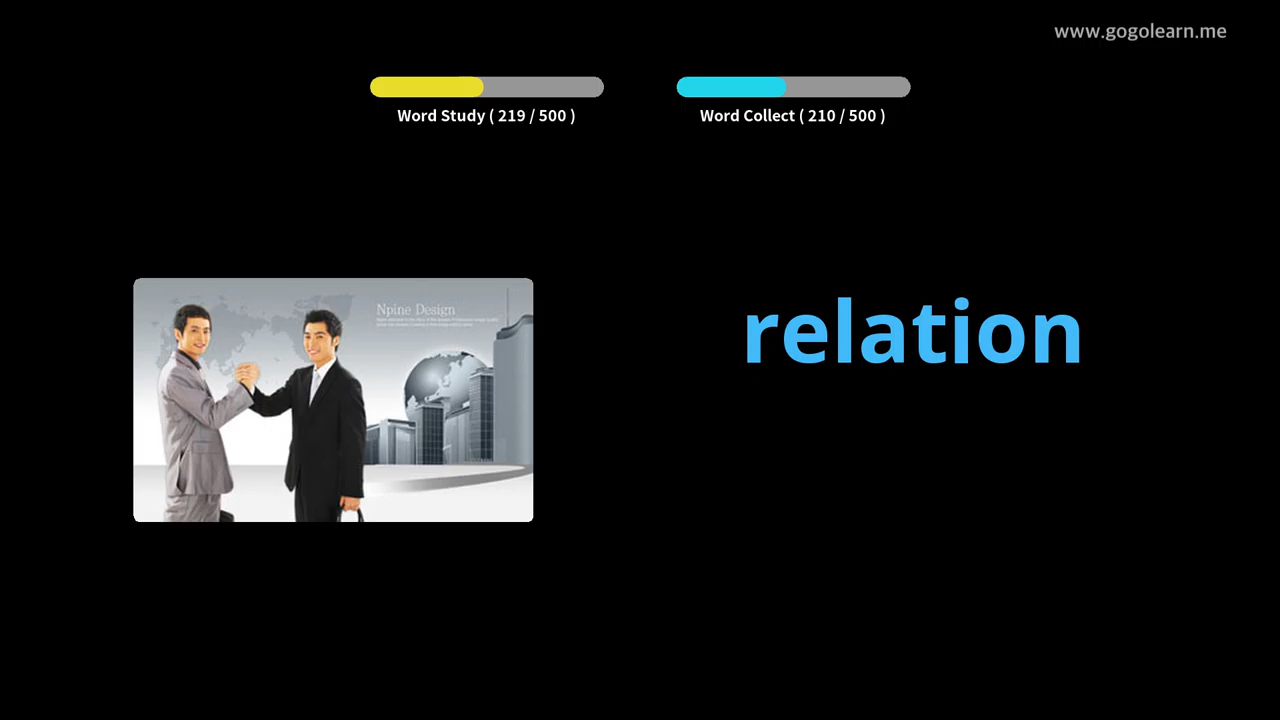 www.gogolearn.me
Word Study ( 219 / 500 )
Word Collect ( 210 / 500 )
Npine Design
relation